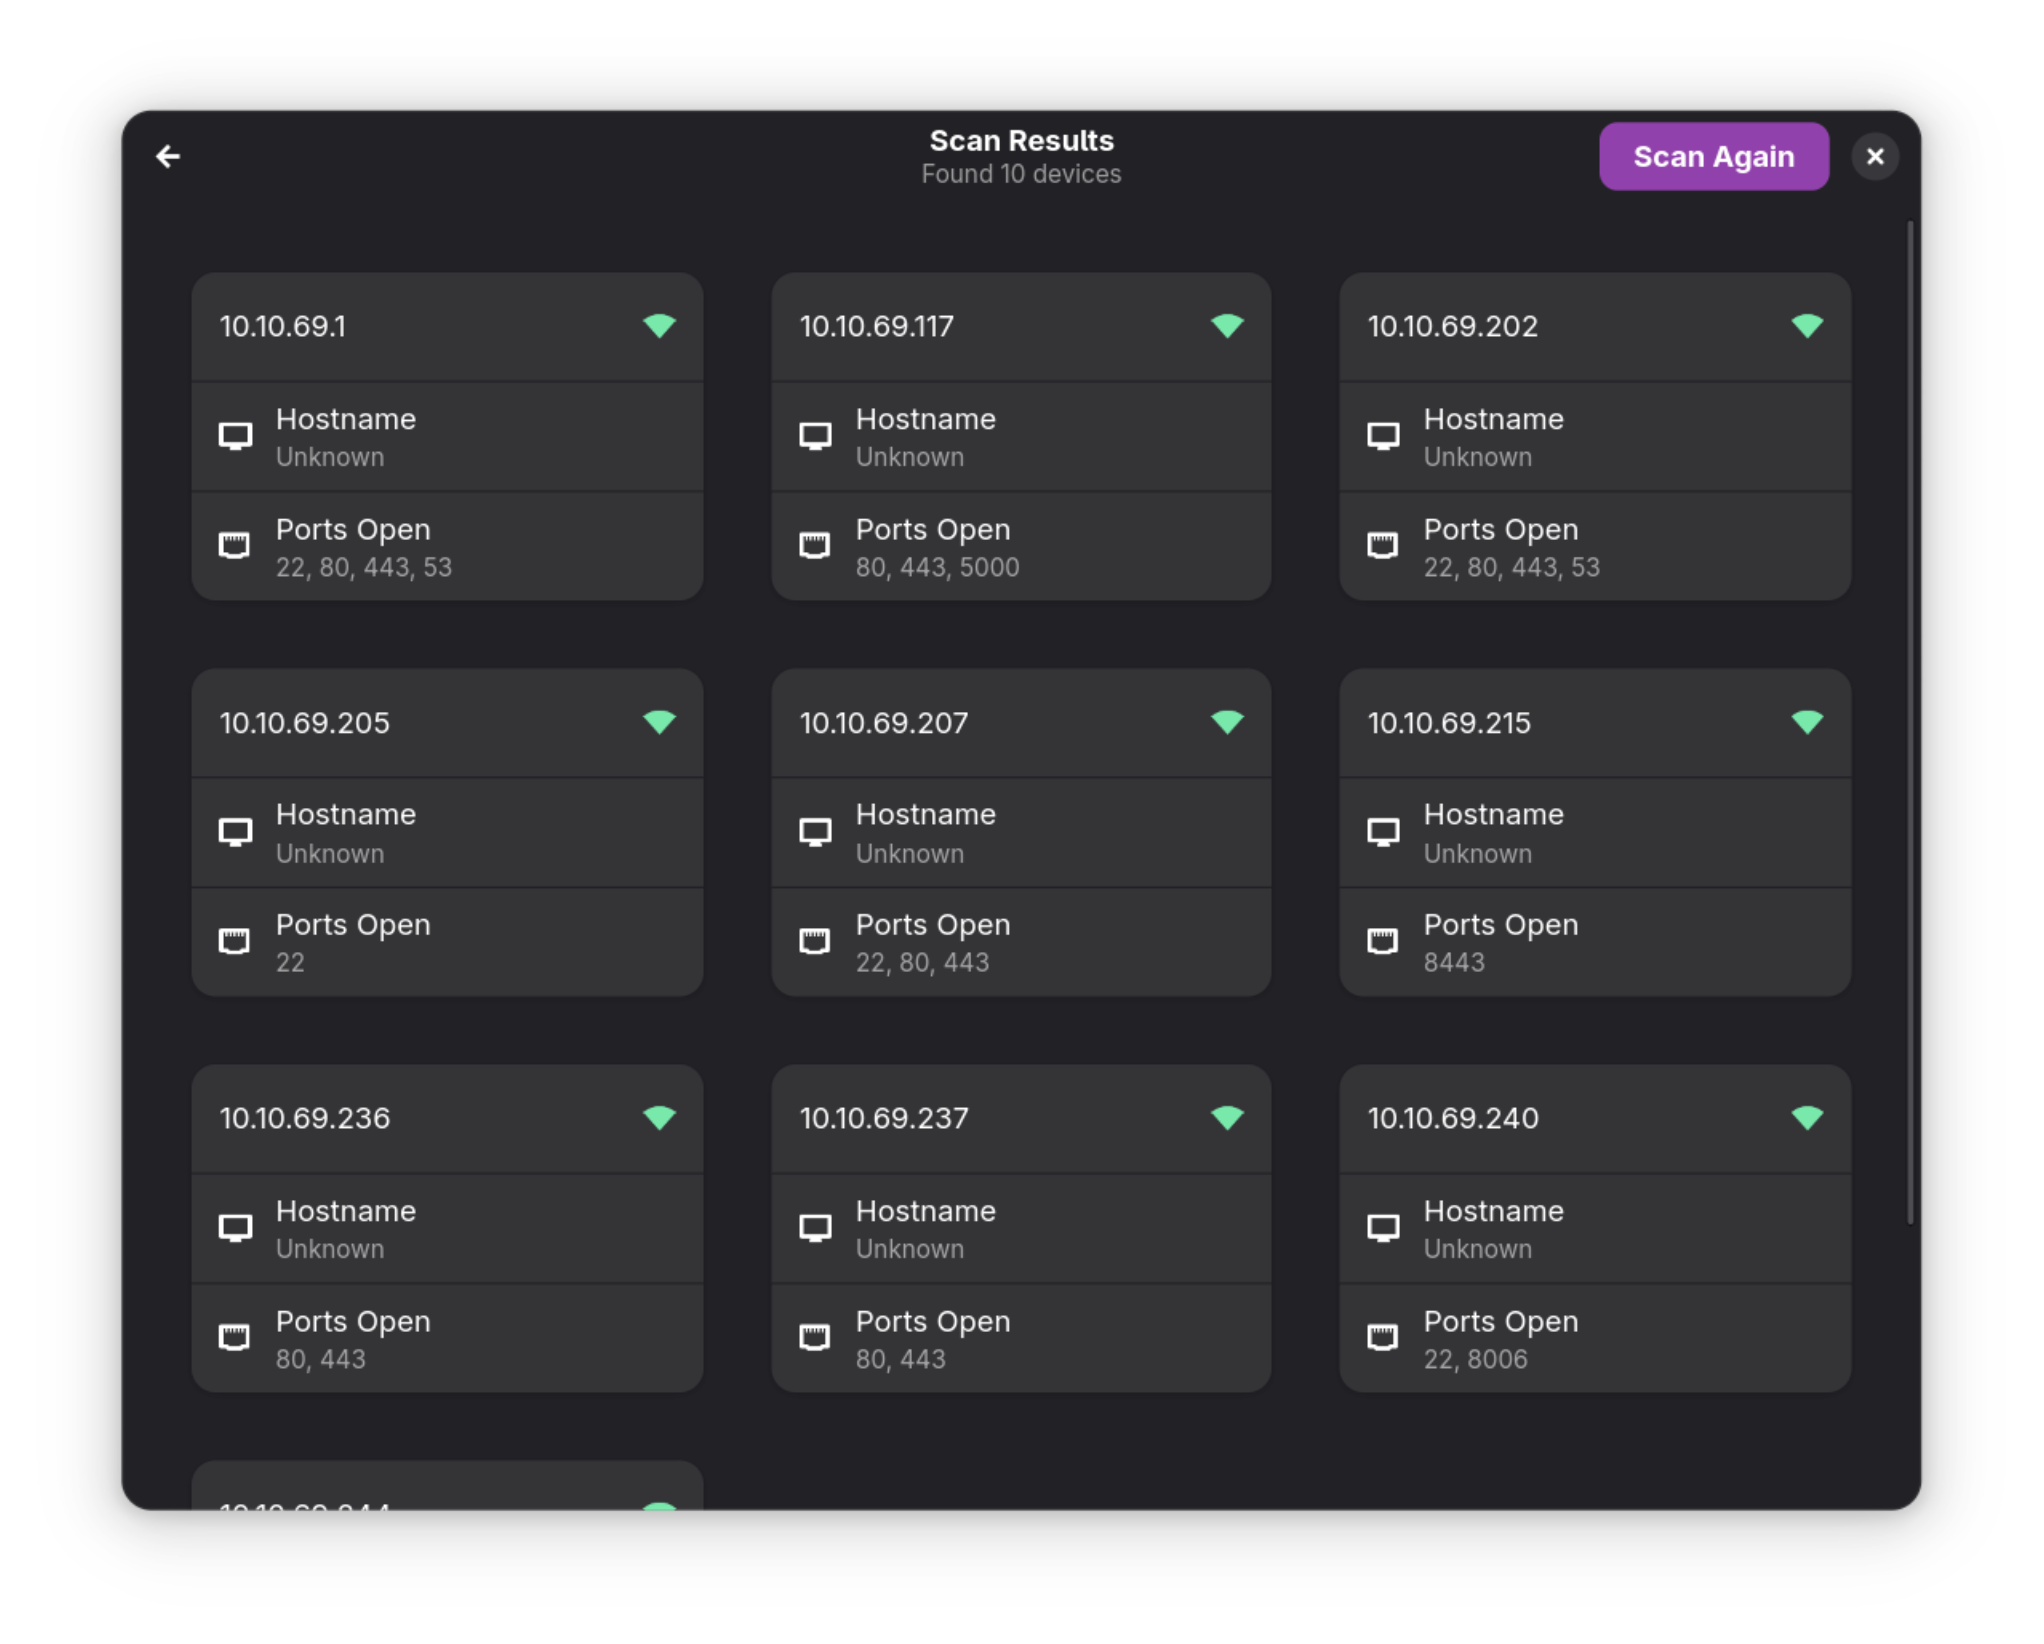 Scan Results
Found 10 devices
Scan Again
10.10.69.1
Hostname
Unknown
Ports Open
22, 80, 443, 53
10.10.69.117
Hostname
Unknown
Ports Open
80, 443, 5000
10.10.69.202
Hostname
Unknown
Ports Open
22, 80, 443, 53
10.10.69.205
Hostname
Unknown
Ports Open
22
10.10.69.207
Hostname
Unknown
Ports Open
22, 80, 443
10.10.69.215
Hostname
Unknown
Ports Open
8443
10.10.69.236
Hostname
Unknown
Ports Open
80, 443
10.10.69.237
Hostname
Unknown
Ports Open
80, 443
10.10.69.240
Hostname
Unknown
Ports Open
22, 8006